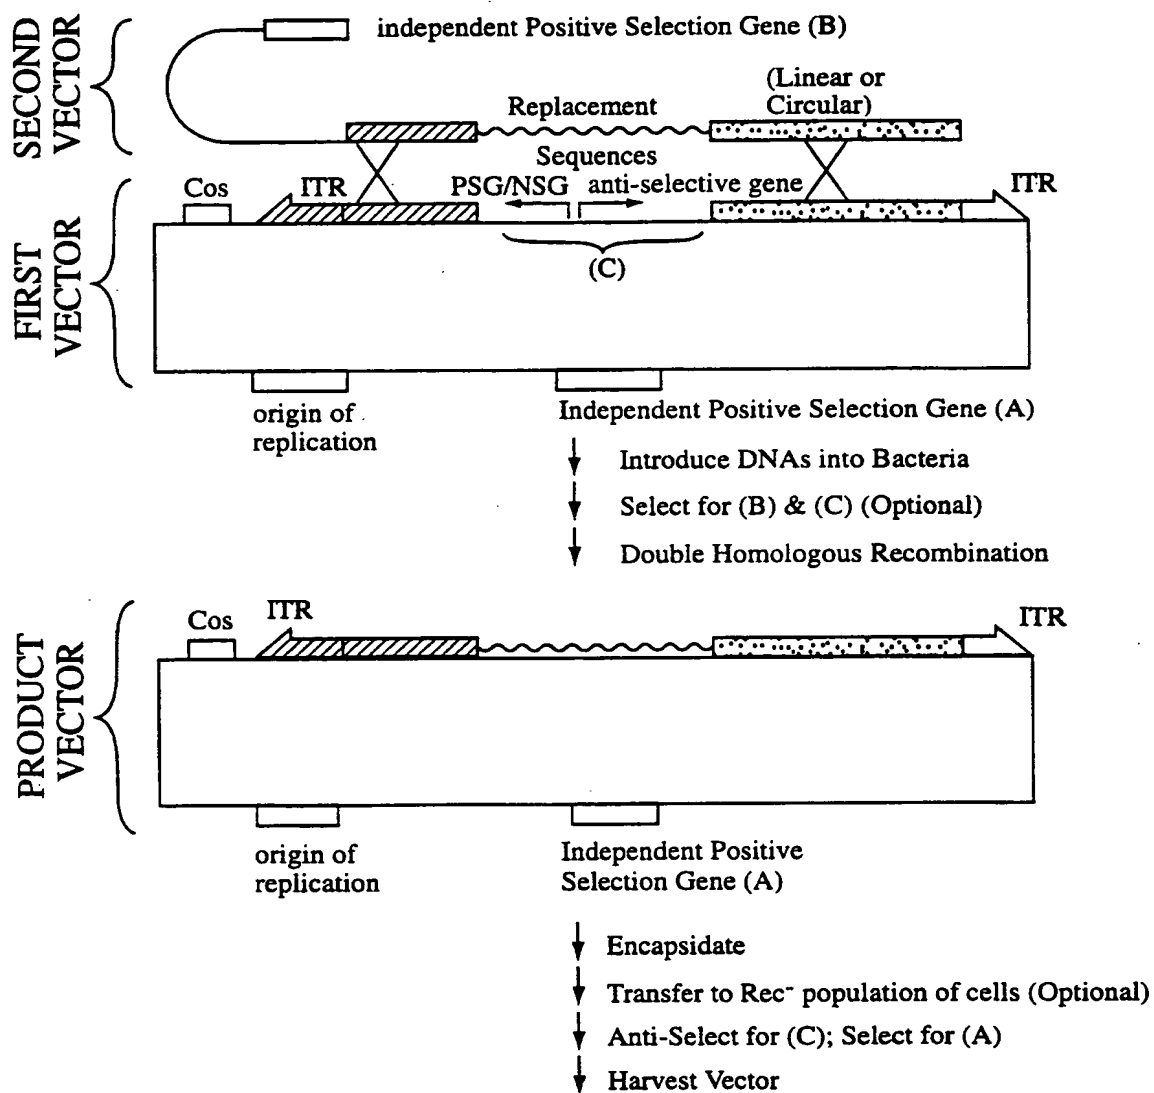 SECOND
VECTOR
independent Positive Selection Gene (B)
(Linear or
Circular)
Replacement
Sequences
FIRST
VECTOR
Cos
ITR
PSG/NSG
anti-selective gene
ITR
(C)
origin of
replication
Independent Positive Selection Gene (A)
Introduce DNAs into Bacteria
Select for (B) & (C) (Optional)
Double Homologous Recombination
PRODUCT
VECTOR
Cos
ITR
ITR
origin of
replication
Independent Positive
Selection Gene (A)
Encapsidate
Transfer to Rec⁻ population of cells (Optional)
Anti-Select for (C); Select for (A)
Harvest Vector